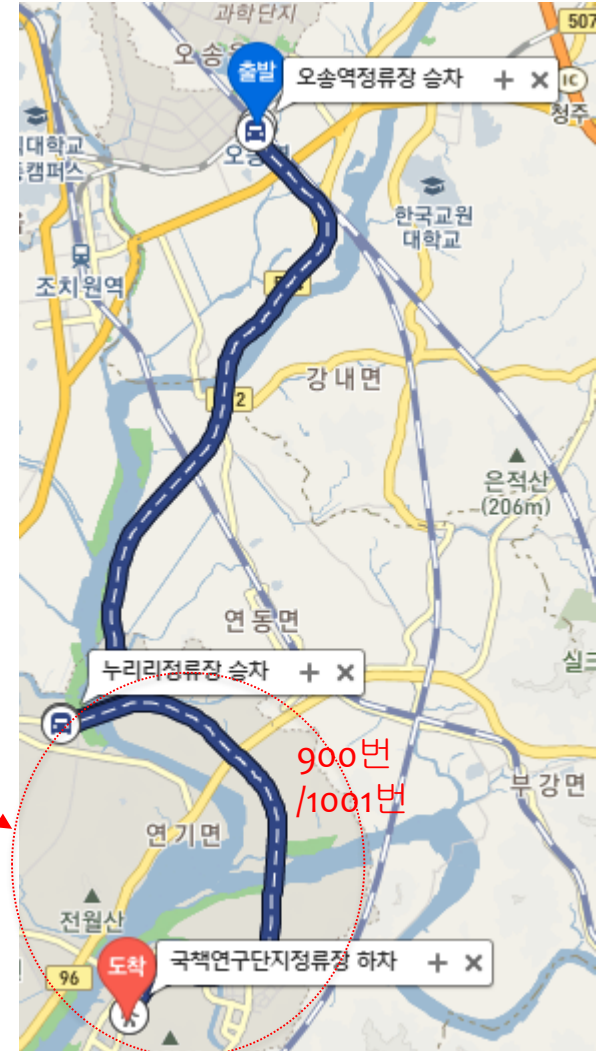 과학단지
507
오송읍
출발
오송역정류장 승차
IC
청주
대학교
캠퍼스
한국교원
대학교
조치원역
강내면
은적산
(206m)
연동면
누리리정류장 승차
900번
/1001번
부강면
연기면
전월산
국책연구단지정류장 하차
도착
96